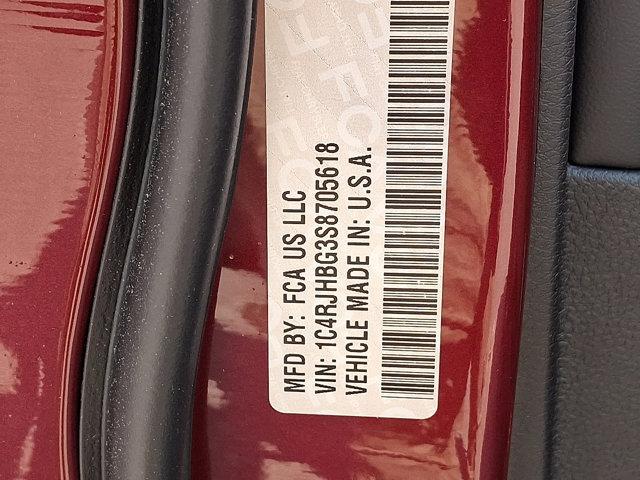 MFD BY: FCA US LLC
VIN: 1C4RJHBG3S8705618
VEHICLE MADE IN: U.S.A.